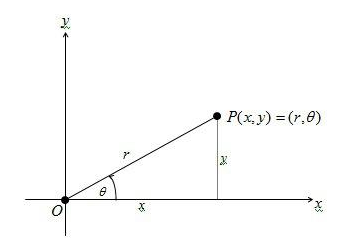 y
P(x, y) = (r, θ)
r
y
θ
O
x
x